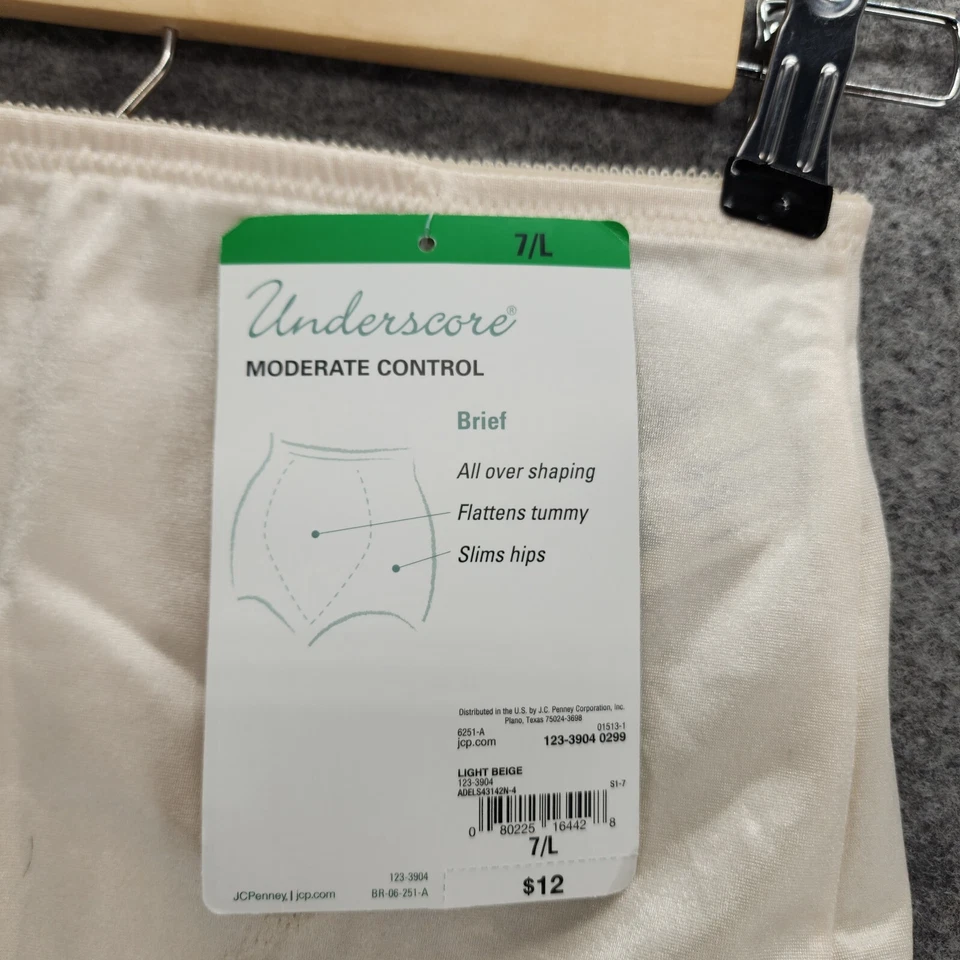 7/L
Underscore®
MODERATE CONTROL
Brief
All over shaping
Flattens tummy
Slims hips
Distributed in the U.S. by J.C. Penney Corporation, Inc.
Plano, Texas 75024-3698
6251-A 01513-1
jcp.com 123-3904 0299
LIGHT BEIGE
123-3904
ADELS43142N-4 S1-7
0 80225 16442 8
7/L
123-3904
JCPenney | jcp.com BR-06-251-A
$12